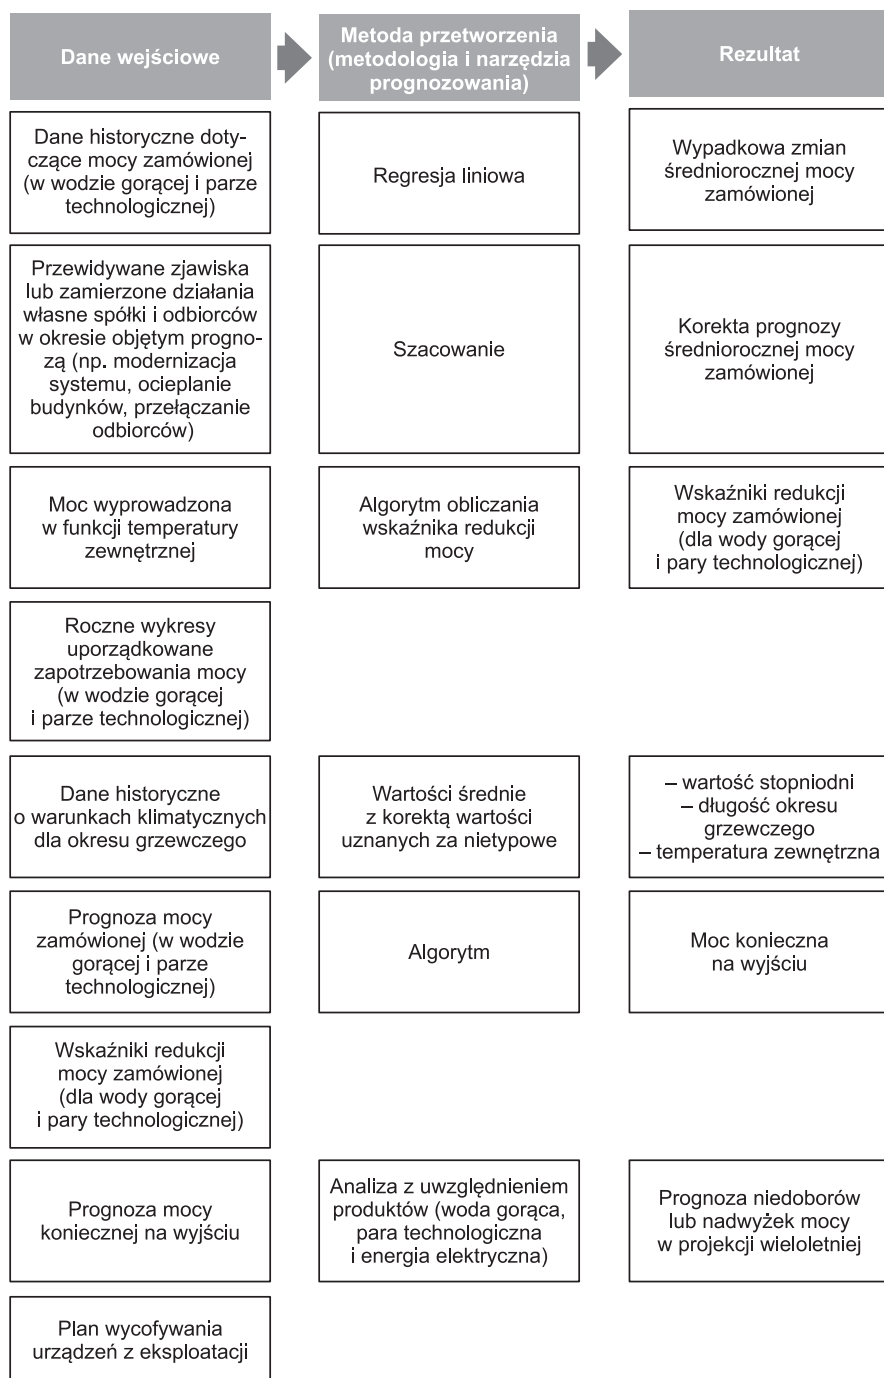 Dane wejściowe
Metoda przetworzenia
(metodologia i narzędzia
prognozowania)
Rezultat
Dane historyczne doty-
czące mocy zamówionej
(w wodzie gorącej i parze
technologicznej)
Regresja liniowa
Wypadkowa zmian
średniorocznej mocy
zamówionej
Przewidywane zjawiska
lub zamierzone działania
własne spółki i odbiorców
w okresie objętym progno-
zą (np. modernizacja
systemu, ocieplanie
budynków, przełączanie
odbiorców)
Szacowanie
Korekta prognozy
średniorocznej mocy
zamówionej
Moc wyprowadzona
w funkcji temperatury
zewnętrznej
Algorytm obliczania
wskaźnika redukcji
mocy
Wskaźniki redukcji
mocy zamówionej
(dla wody gorącej
i pary technologicznej)
Roczne wykresy
uporządkowane
zapotrzebowania mocy
(w wodzie gorącej
i parze technologicznej)
Dane historyczne
o warunkach klimatycznych
dla okresu grzewczego
Wartości średnie
z korektą wartości
uznanych za nietypowe
– wartość stopniodni
– długość okresu
grzewczego
– temperatura zewnętrzna
Prognoza mocy
zamówionej (w wodzie
gorącej i parze
technologicznej)
Algorytm
Moc konieczna
na wyjściu
Wskaźniki redukcji
mocy zamówionej
(dla wody gorącej
i pary technologicznej)
Prognoza mocy
koniecznej na wyjściu
Analiza z uwzględnieniem
produktów (woda gorąca,
para technologiczna
i energia elektryczna)
Prognoza niedoborów
lub nadwyżek mocy
w projekcji wieloletniej
Plan wycofywania
urządzeń z eksploatacji